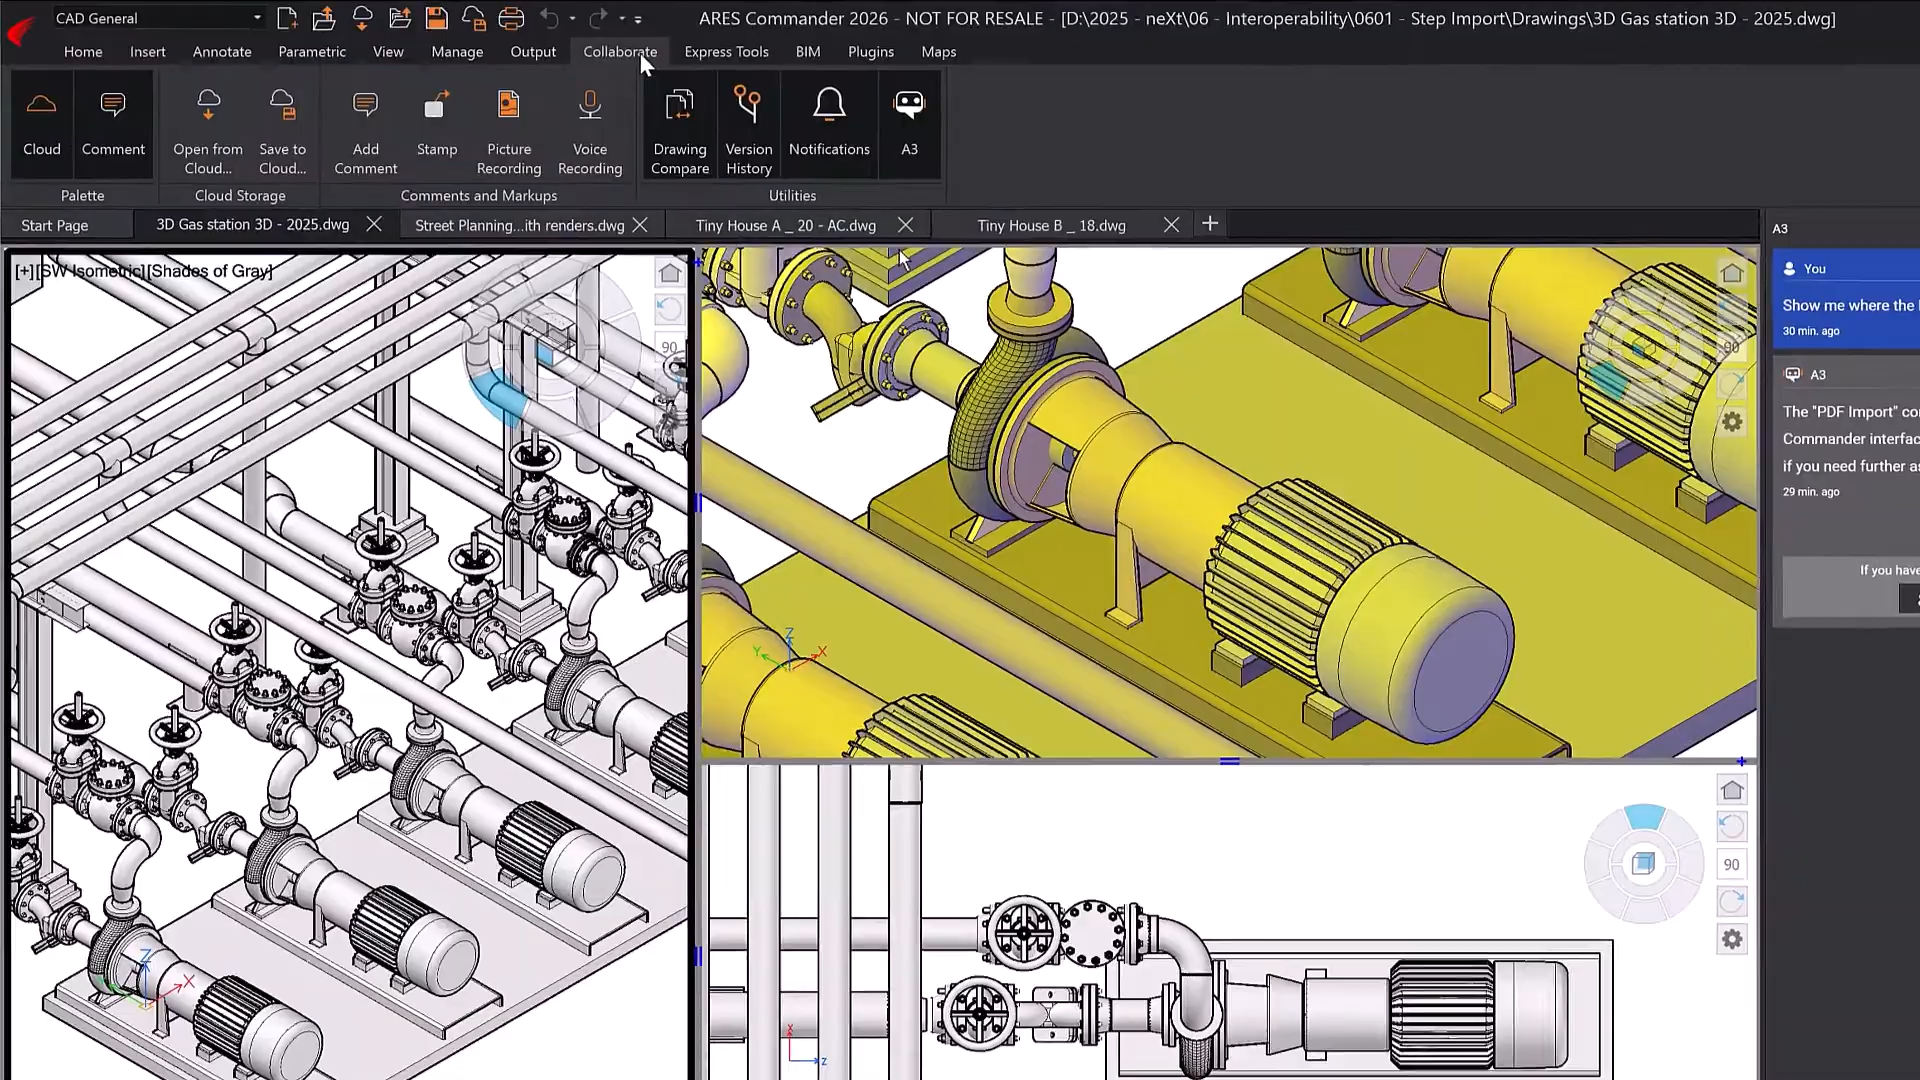 CAD General
ARES Commander 2026 - NOT FOR RESALE - [D:\2025 - neXt\06 - Interoperability\0601 - Step Import\Drawings\3D Gas station 3D - 2025.dwg]
Home Insert Annotate Parametric View Manage Output Collaborate Express Tools BIM Plugins Maps
Cloud Comment Open from Cloud... Save to Cloud... Add Comment Stamp Picture Recording Voice Recording Drawing Compare Version History Notifications A3
Palette Cloud Storage Comments and Markups Utilities
Start Page 3D Gas station 3D - 2025.dwg Street Planning...ith renders.dwg Tiny House A _ 20 - AC.dwg Tiny House B _ 18.dwg
A3
[+][SW Isometric][Shades of Gray]
90
90
You
Show me where the
30 min. ago
A3
The "PDF Import"
Commander interfac
if you need further
29 min. ago
If you have
Z
Y X
Z
X
90
X
Z